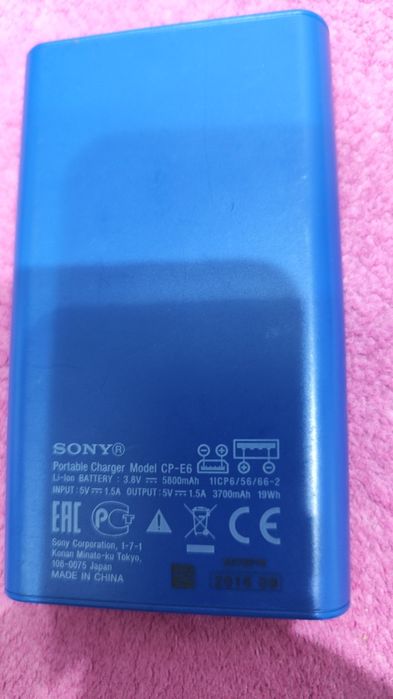 SONY®
Portable Charger Model CP-E6
Li-Ion BATTERY : 3.8V ⎓ 5800mAh 1ICP6/56/66-2
INPUT : 5V ⎓ 1.5A OUTPUT : 5V ⎓ 1.5A 3700mAh 19Wh
EAC PCT CE
Sony Corporation, 1-7-1
Konan Minato-ku Tokyo,
108-0075 Japan
MADE IN CHINA
2016 09